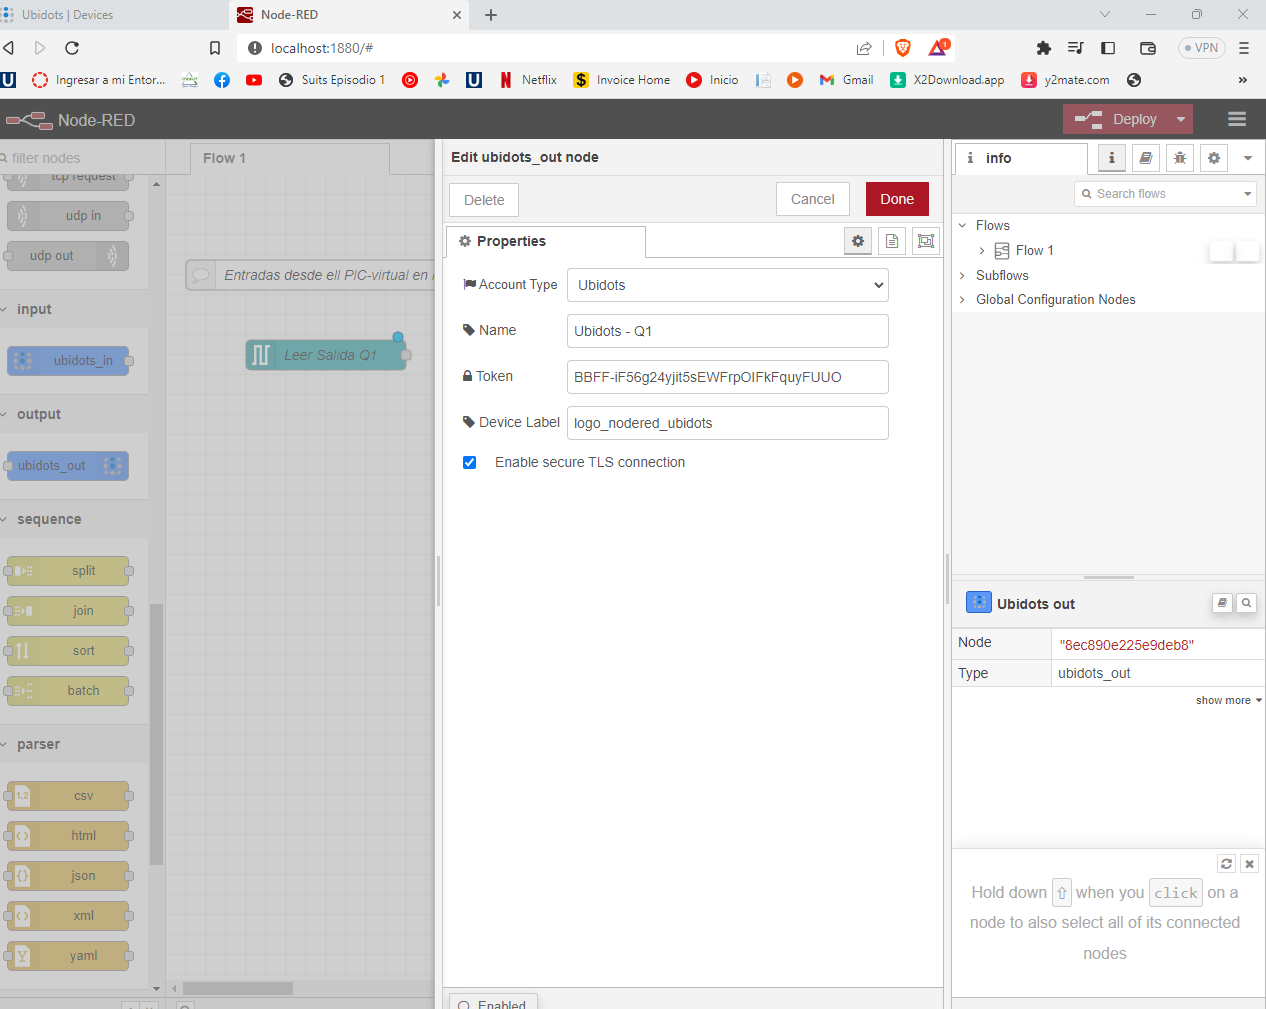 Ubidots | Devices
Node-RED
localhost:1880/#
1
VPN
Ingresar a mi Entor...
Suits Episodio 1
Netflix
Invoice Home
Inicio
Gmail
X2Download.app
y2mate.com
»
Node-RED
Deploy
filter nodes
tcp request
udp in
udp out
input
ubidots_in
output
ubidots_out
sequence
split
join
sort
batch
parser
csv
html
json
xml
yaml
Flow 1
Entradas desde ell PIC-virtual en
Leer Salida Q1
Edit ubidots_out node
Delete
Cancel
Done
Properties
Account Type
Ubidots
Name
Ubidots - Q1
Token
BBFF-iF56g24yjit5sEWFrpOIFkFquyFUUO
Device Label
logo_nodered_ubidots
Enable secure TLS connection
Enabled
info
Search flows
Flows
Flow 1
Subflows
Global Configuration Nodes
Ubidots out
Node
"8ec890e225e9deb8"
Type
ubidots_out
show more
Hold down ⇧ when you click on a
node to also select all of its connected
nodes